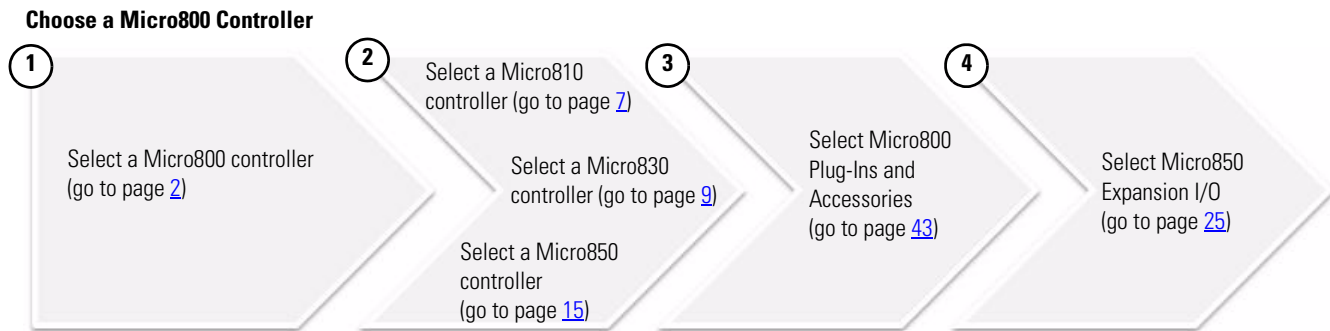 Choose a Micro800 Controller
1
Select a Micro800 controller
(go to page 2)
2
Select a Micro810
controller (go to page 7)
Select a Micro830
controller (go to page 9)
Select a Micro850
controller
(go to page 15)
3
Select Micro800
Plug-Ins and
Accessories
(go to page 43)
4
Select Micro850
Expansion I/O
(go to page 25)